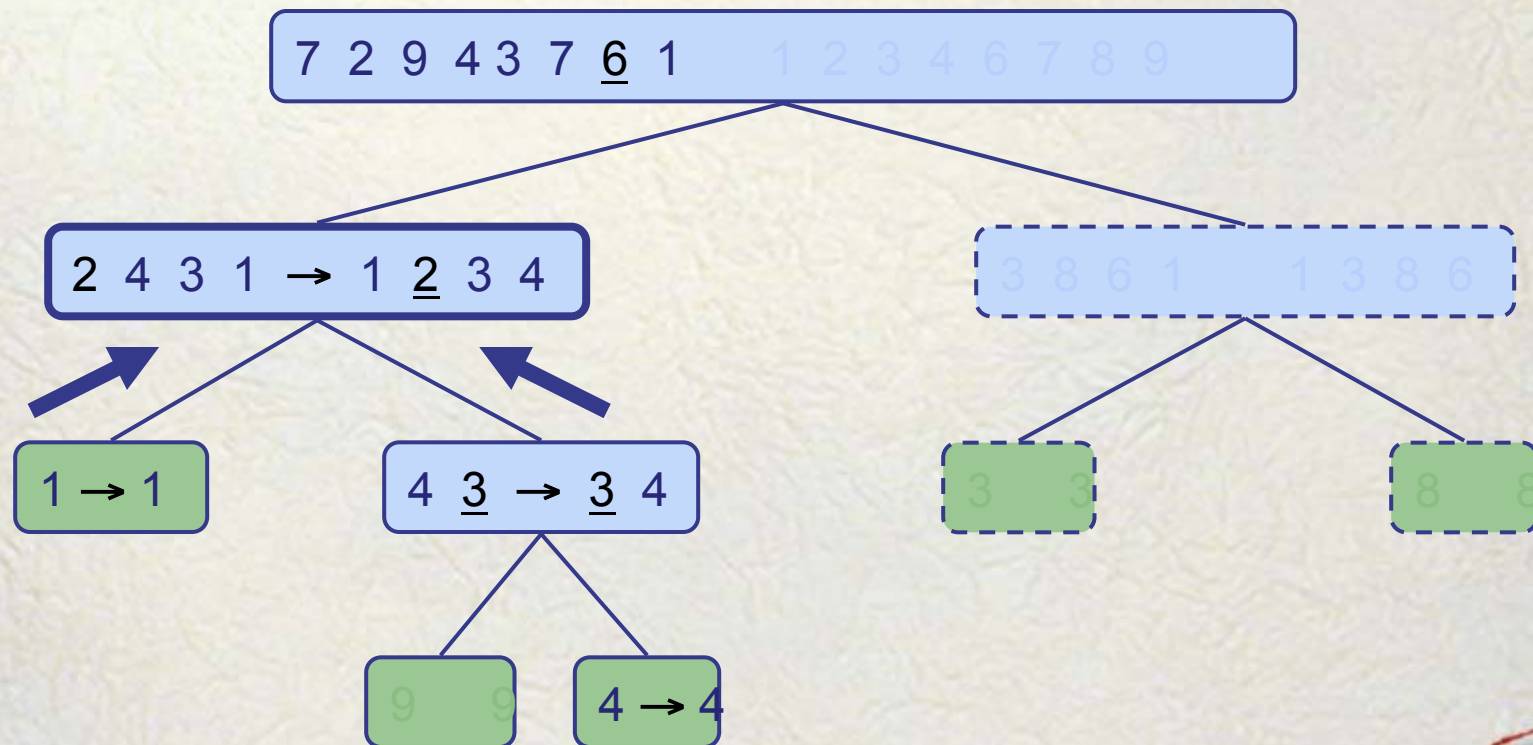 7 2 9 4 3 7 6 1 1 2 3 4 6 7 8 9
2 4 3 1 → 1 2 3 4
3 8 6 1 1 3 8 6
1 → 1
4 3 → 3 4
3 3
8 8
9 9
4 → 4